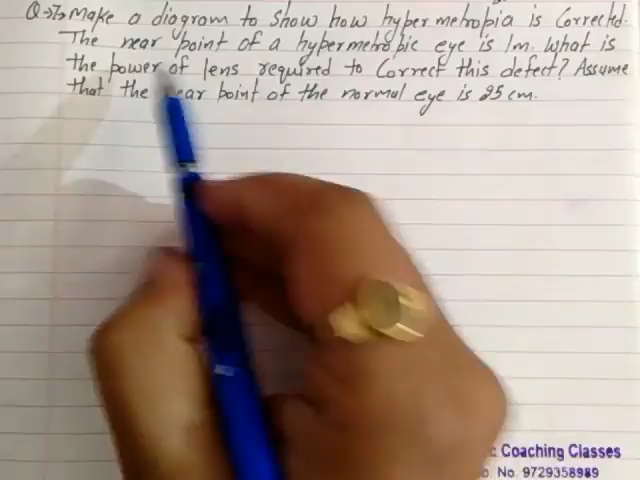 Q→7> Make a diagram to show how hypermetropia is corrected.
The near point of a hypermetropic eye is 1m. what is
the power of lens required to correct this defect? Assume
that the near point of the normal eye is 25 cm.
Coaching Classes
No. 9729358989